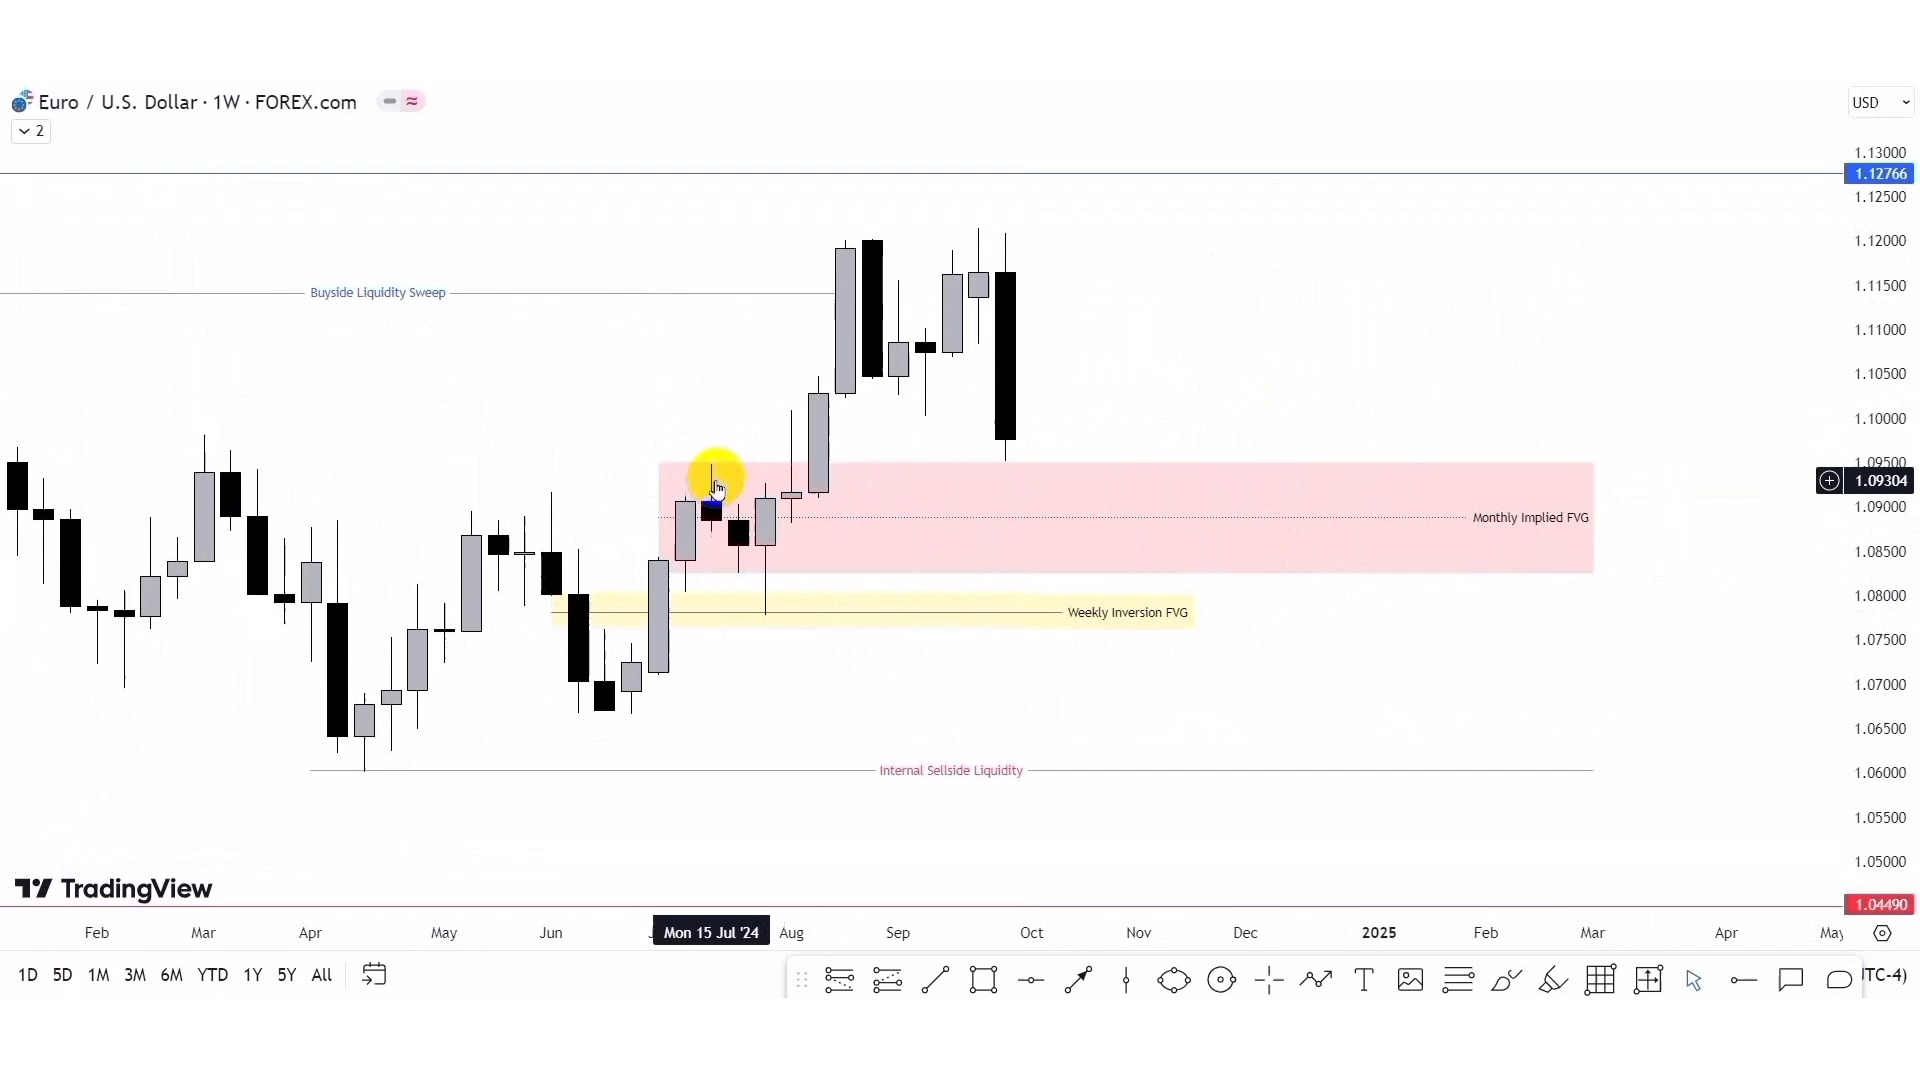 Euro / U.S. Dollar · 1W · FOREX.com
USD
2
1.13000
1.12766
1.12500
1.12000
Buyside Liquidity Sweep
1.11500
1.11000
1.10500
1.10000
1.09500
1.09304
1.09000
Monthly Implied FVG
1.08500
1.08000
Weekly Inversion FVG
1.07500
1.07000
1.06500
Internal Sellside Liquidity
1.06000
1.05500
1.05000
TradingView
1.04490
Feb Mar Apr May Jun Mon 15 Jul '24 Aug Sep Oct Nov Dec 2025 Feb Mar Apr May
1D 5D 1M 3M 6M YTD 1Y 5Y All TC-4)